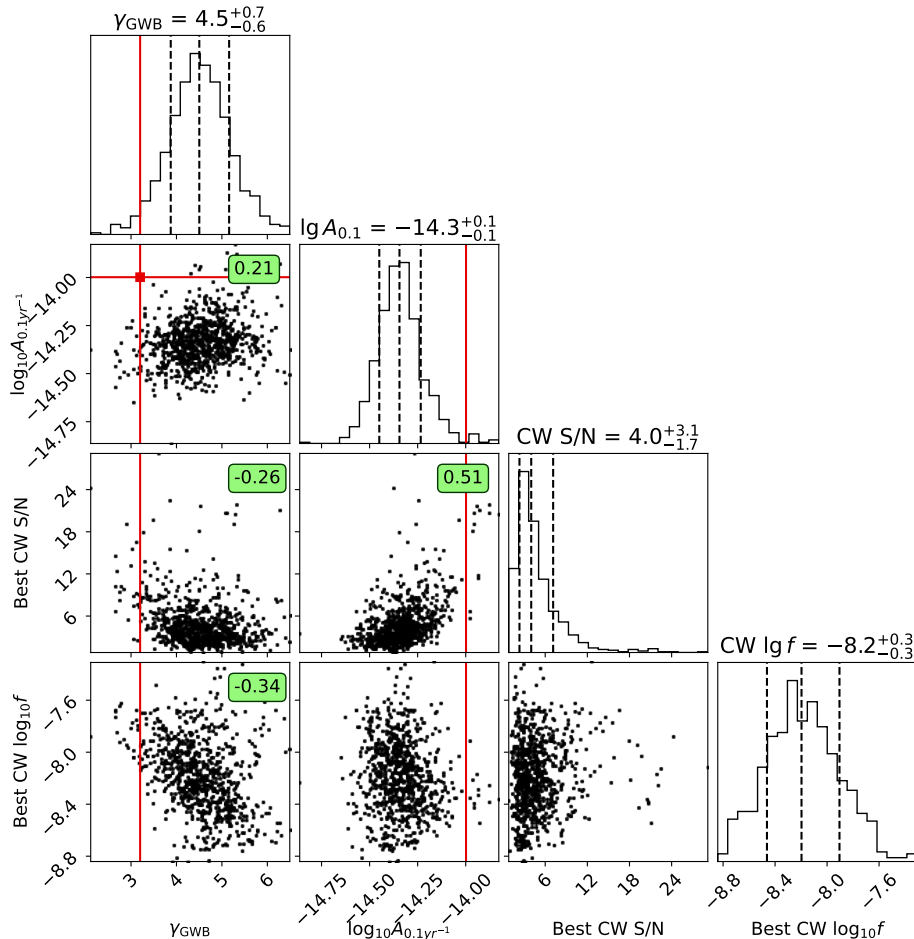 γGWB = 4.5+0.7−0.6
lg A0.1 = −14.3+0.1−0.1
−14.00
−14.25
−14.50
−14.75
log10A0.1yr−1
0.21
CW S/N = 4.0+3.1−1.7
24
18
12
6
Best CW S/N
-0.26
0.51
CW lg f = −8.2+0.3−0.3
−7.6
−8.0
−8.4
−8.8
Best CW log10f
-0.34
3 4 5 6
−14.75 −14.50 −14.25 −14.00
6 12 18 24
−8.8 −8.4 −8.0 −7.6
γGWB log10A0.1yr−1 Best CW S/N Best CW log10f